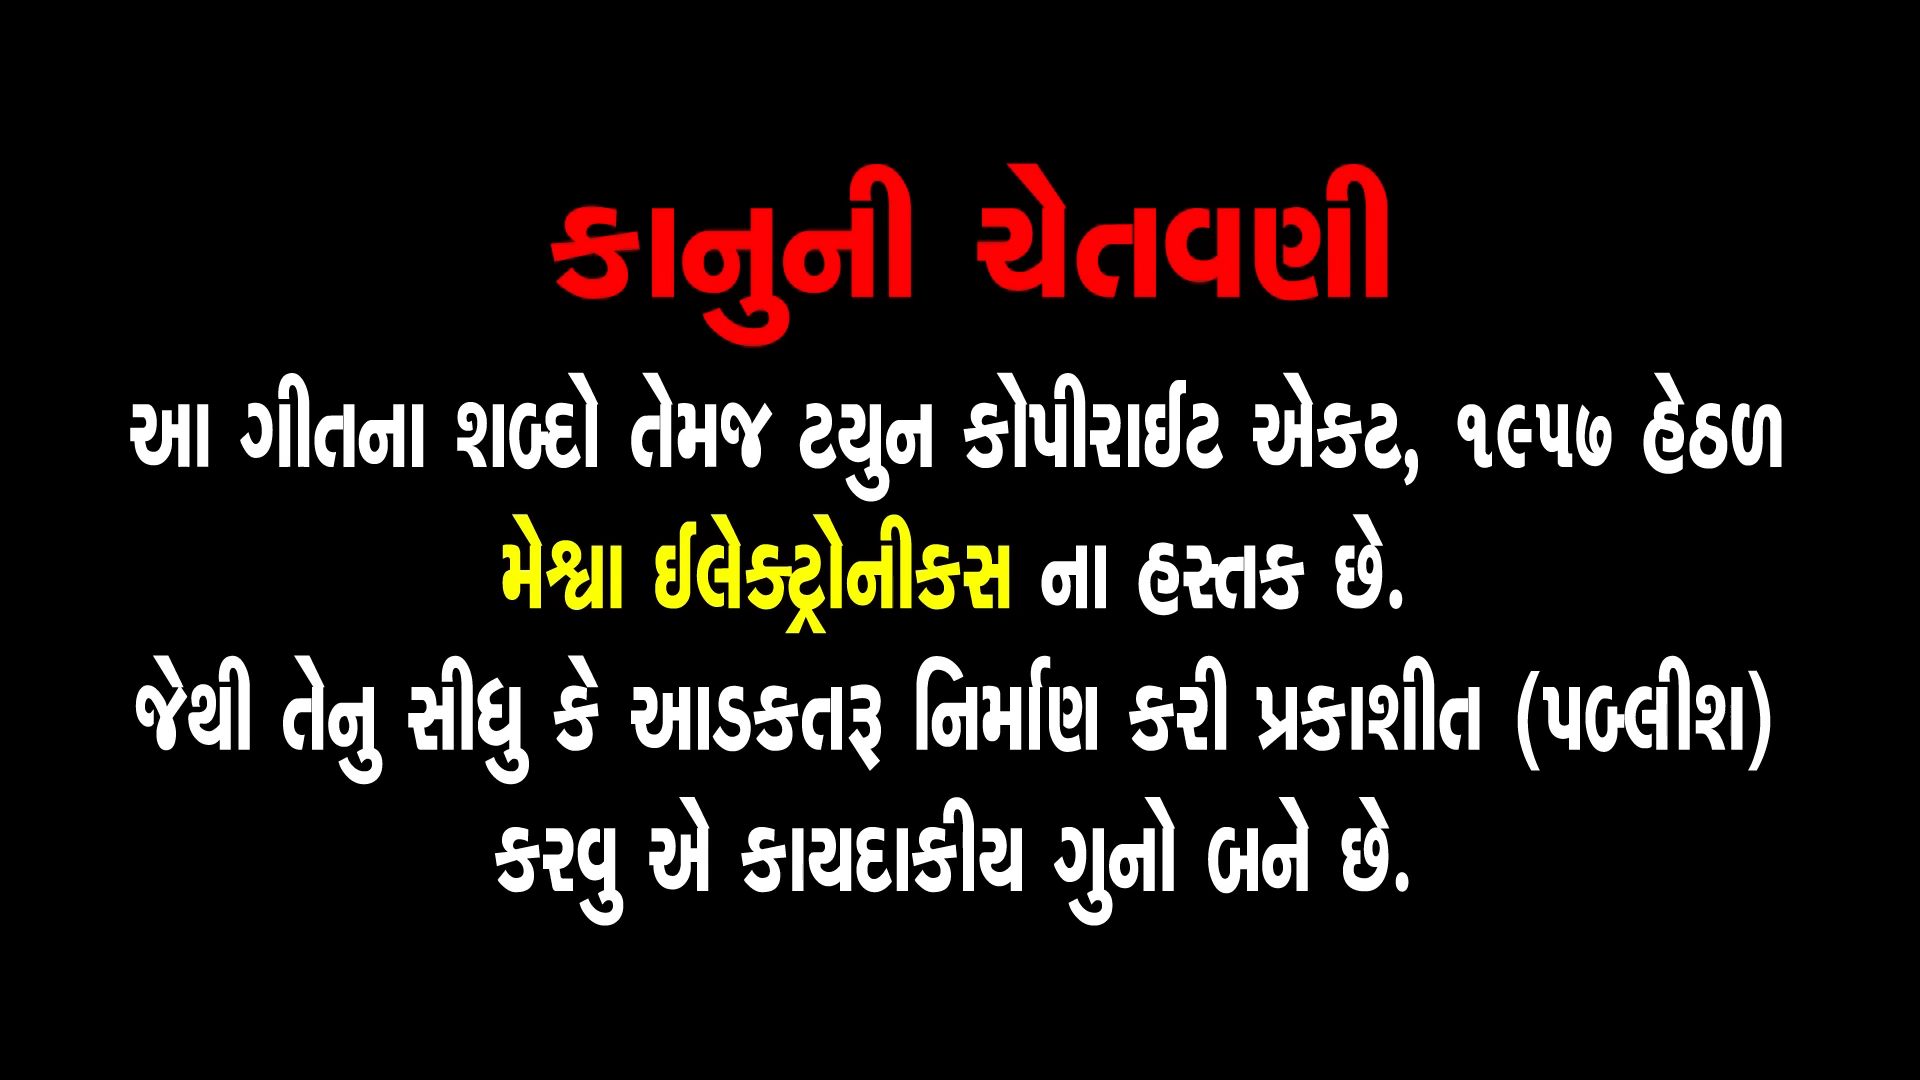 કાનુની ચેતવણી
આ ગીતના શબ્દો તેમજ ટયુન કોપીરાઈટ એકટ, ૧૯૫૭ હેઠળ
મેશ્વા ઈલેક્ટ્રોનીકસ ના હસ્તક છે.
જેથી તેનુ સીધુ કે આડકતરૂ નિર્માણ કરી પ્રકાશીત (પબ્લીશ)
કરવુ એ કાયદાકીય ગુનો બને છે.